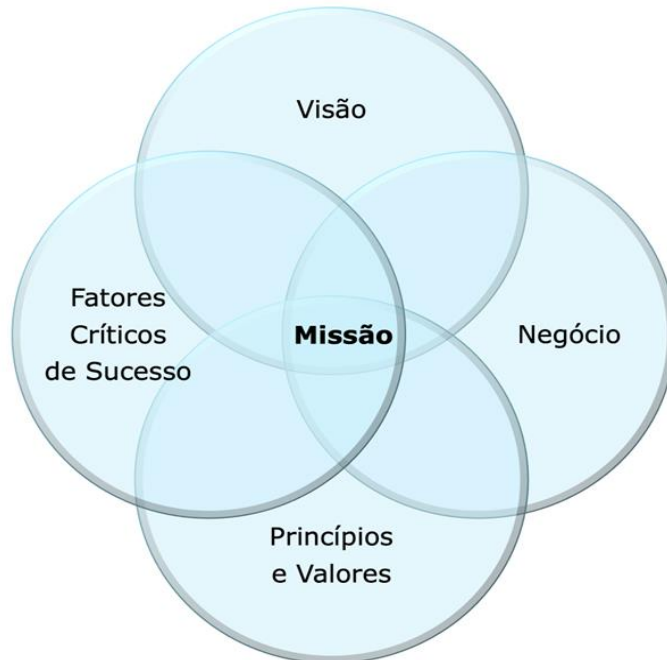 Visão
Fatores
Críticos
de Sucesso
Missão
Negócio
Princípios
e Valores